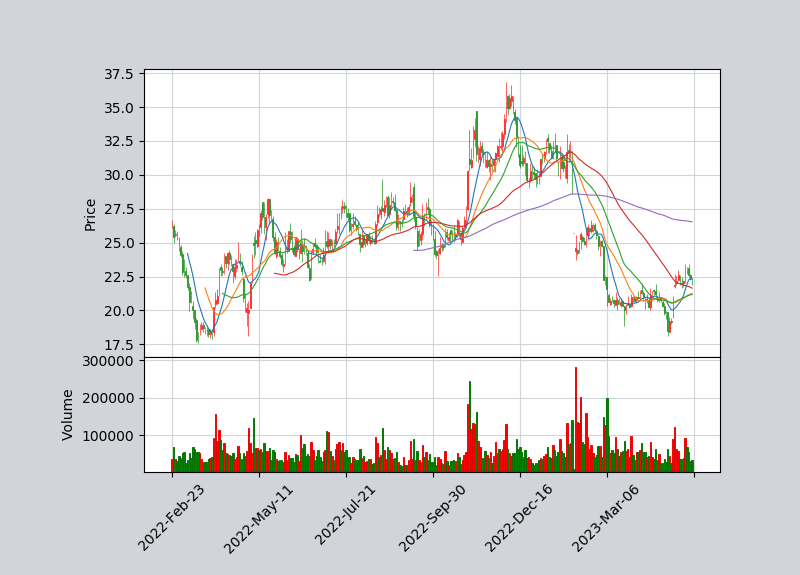 37.5
35.0
32.5
30.0
27.5
25.0
22.5
20.0
17.5
Price
300000
200000
100000
Volume
2022-Feb-23
2022-May-11
2022-Jul-21
2022-Sep-30
2022-Dec-16
2023-Mar-06